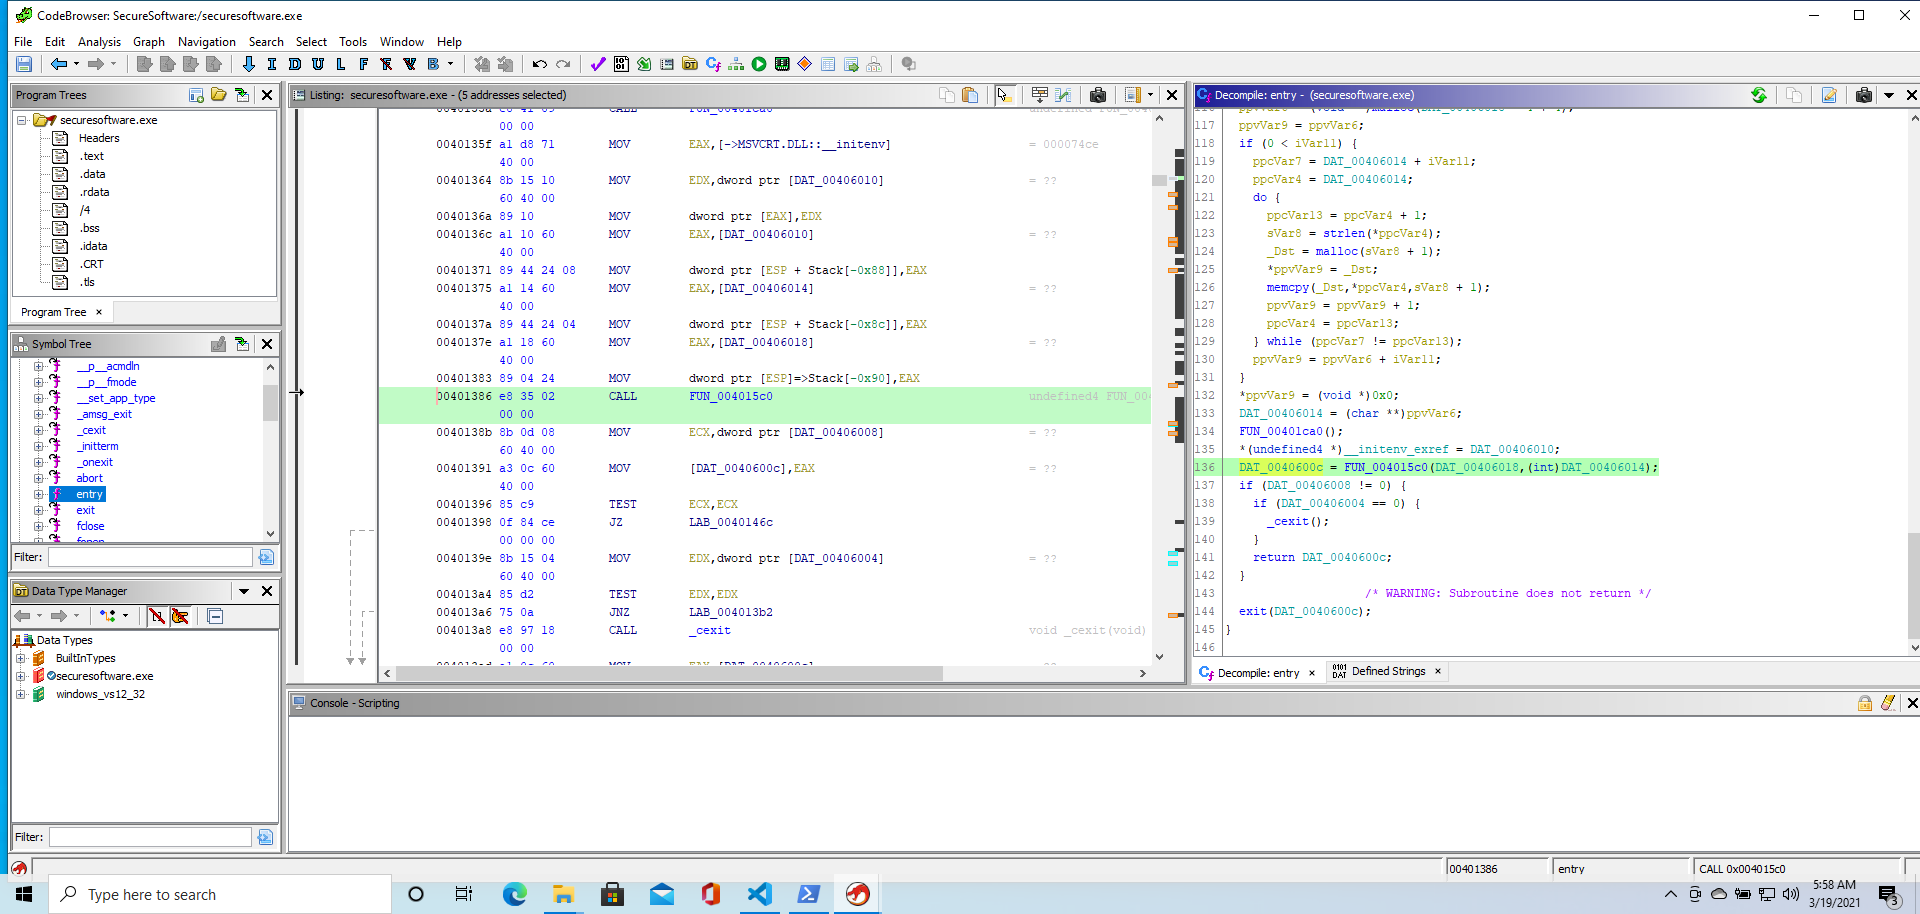 CodeBrowser: SecureSoftware:/securesoftware.exe
File Edit Analysis Graph Navigation Search Select Tools Window Help
I D U L F B
Program Trees
securesoftware.exe
Headers
.text
.data
.rdata
/4
.bss
.idata
.CRT
.tls
Program Tree ×
Symbol Tree
__p__acmdln
__p__fmode
__set_app_type
_amsg_exit
_cexit
_initterm
_onexit
abort
entry
exit
fclose
Filter:
Data Type Manager
Data Types
BuiltInTypes
securesoftware.exe
windows_vs12_32
Filter:
Listing: securesoftware.exe - (5 addresses selected)
00 00
0040135f a1 d8 71 MOV EAX,[->MSVCRT.DLL::__initenv] = 000074ce
40 00
00401364 8b 15 10 MOV EDX,dword ptr [DAT_00406010] = ??
60 40 00
0040136a 89 10 MOV dword ptr [EAX],EDX
0040136c a1 10 60 MOV EAX,[DAT_00406010] = ??
40 00
00401371 89 44 24 08 MOV dword ptr [ESP + Stack[-0x88]],EAX
00401375 a1 14 60 MOV EAX,[DAT_00406014] = ??
40 00
0040137a 89 44 24 04 MOV dword ptr [ESP + Stack[-0x8c]],EAX
0040137e a1 18 60 MOV EAX,[DAT_00406018] = ??
40 00
00401383 89 04 24 MOV dword ptr [ESP]=>Stack[-0x90],EAX
00401386 e8 35 02 CALL FUN_004015c0 undefined4 FUN_00
00 00
0040138b 8b 0d 08 MOV ECX,dword ptr [DAT_00406008] = ??
60 40 00
00401391 a3 0c 60 MOV [DAT_0040600c],EAX = ??
40 00
00401396 85 c9 TEST ECX,ECX
00401398 0f 84 ce JZ LAB_0040146c
00 00 00
0040139e 8b 15 04 MOV EDX,dword ptr [DAT_00406004] = ??
60 40 00
004013a4 85 d2 TEST EDX,EDX
004013a6 75 0a JNZ LAB_004013b2
004013a8 e8 97 18 CALL _cexit void _cexit(void)
00 00
Decompile: entry - (securesoftware.exe)
117 ppvVar9 = ppvVar6;
118 if (0 < iVar11) {
119 ppcVar7 = DAT_00406014 + iVar11;
120 ppcVar4 = DAT_00406014;
121 do {
122 ppcVar13 = ppcVar4 + 1;
123 sVar8 = strlen(*ppcVar4);
124 _Dst = malloc(sVar8 + 1);
125 *ppvVar9 = _Dst;
126 memcpy(_Dst,*ppcVar4,sVar8 + 1);
127 ppvVar9 = ppvVar9 + 1;
128 ppcVar4 = ppcVar13;
129 } while (ppcVar7 != ppcVar13);
130 ppvVar9 = ppvVar6 + iVar11;
131 }
132 *ppvVar9 = (void *)0x0;
133 DAT_00406014 = (char **)ppvVar6;
134 FUN_00401ca0();
135 *(undefined4 *)__initenv_exref = DAT_00406010;
136 DAT_0040600c = FUN_004015c0(DAT_00406018,(int)DAT_00406014);
137 if (DAT_00406008 != 0) {
138 if (DAT_00406004 == 0) {
139 _cexit();
140 }
141 return DAT_0040600c;
142 }
143 /* WARNING: Subroutine does not return */
144 exit(DAT_0040600c);
145 }
146
Decompile: entry × Defined Strings ×
Console - Scripting
00401386 entry CALL 0x004015c0
Type here to search
5:58 AM
3/19/2021
3